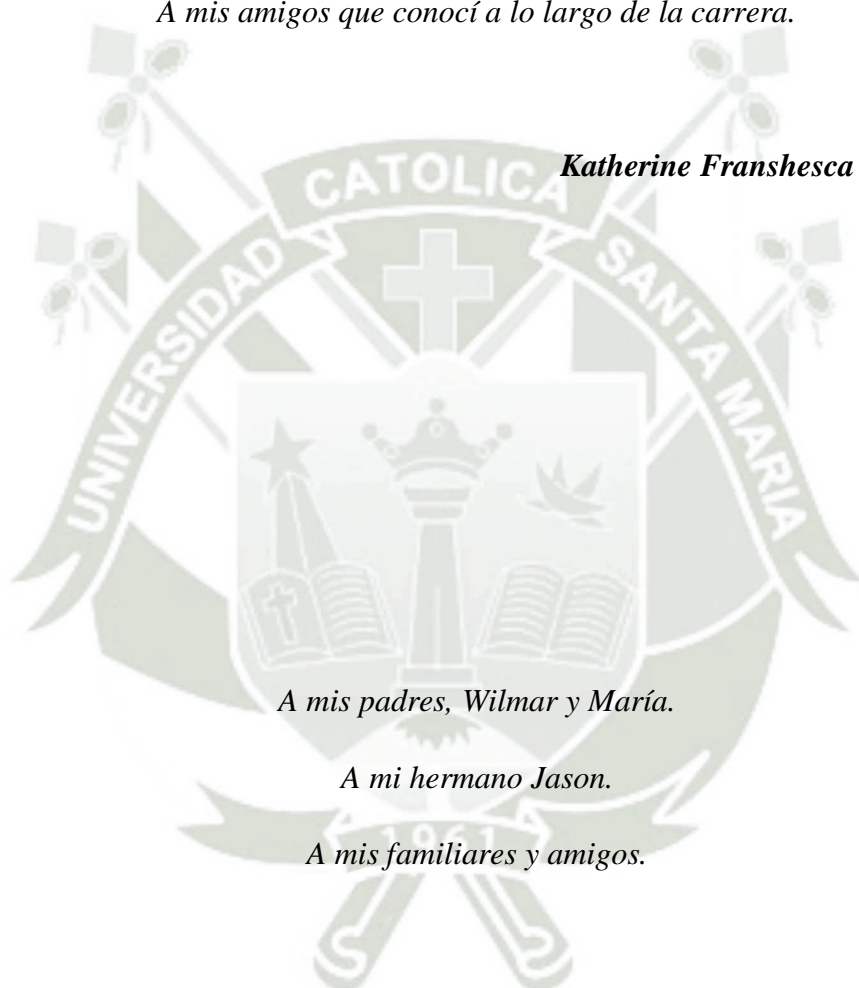 A mis amigos que conocí a lo largo de la carrera.
Katherine Franshesca
UNIVERSIDAD CATOLICA SANTA MARIA
A mis padres, Wilmar y María.
A mi hermano Jason.
1961
A mis familiares y amigos.